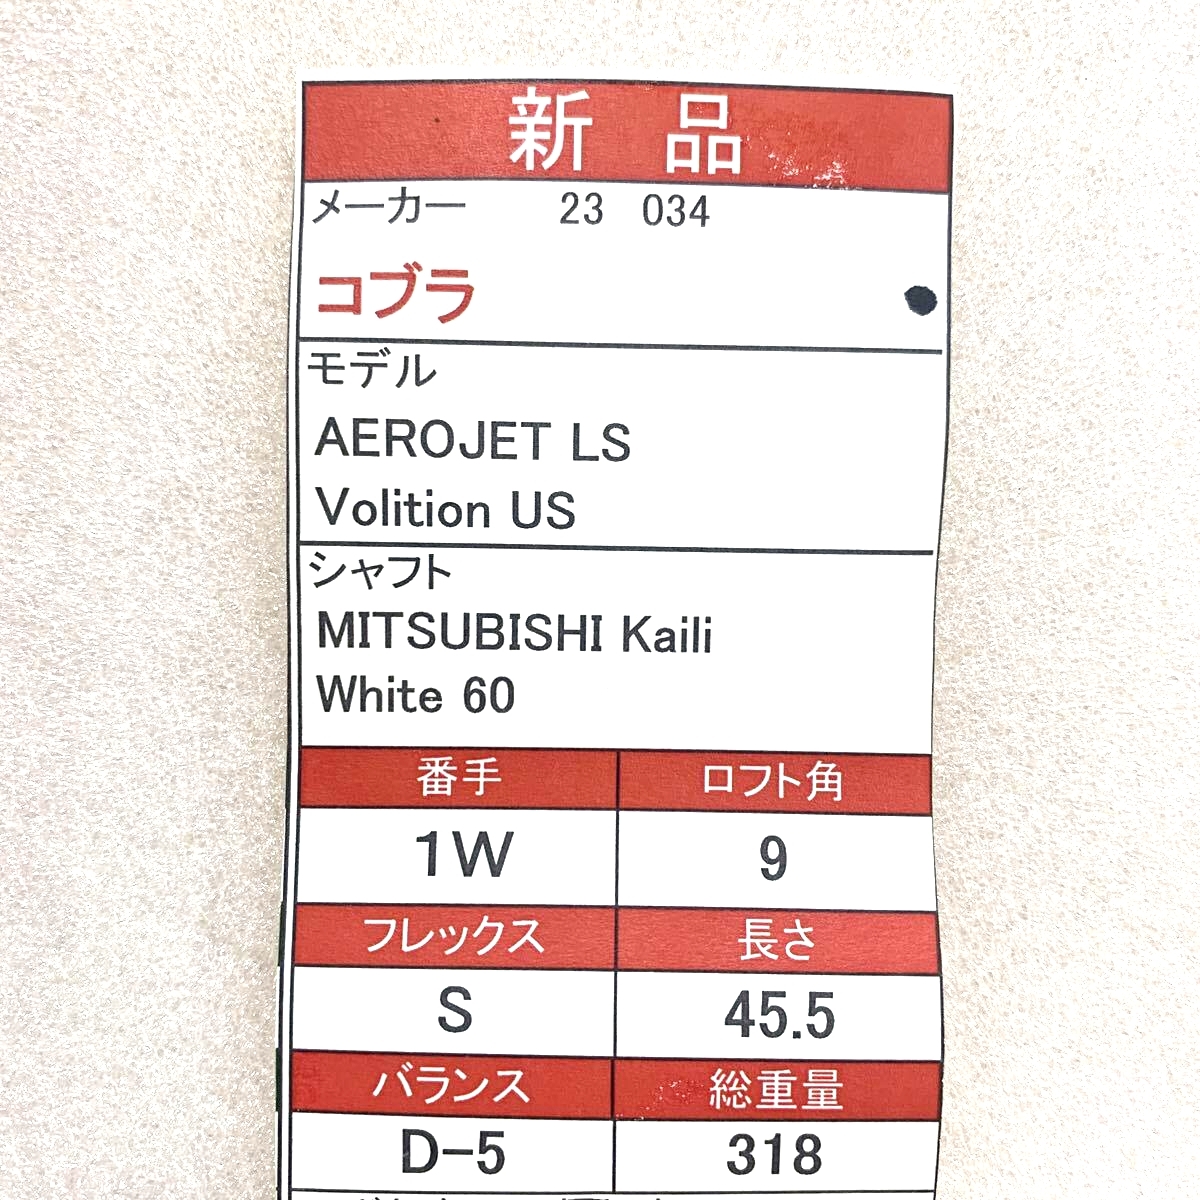 新品
メーカー 23 034
コブラ
モデル
AEROJET LS
Volition US
シャフト
MITSUBISHI Kaili
White 60
番手 ロフト角
1W 9
フレックス 長さ
S 45.5
バランス 総重量
D-5 318